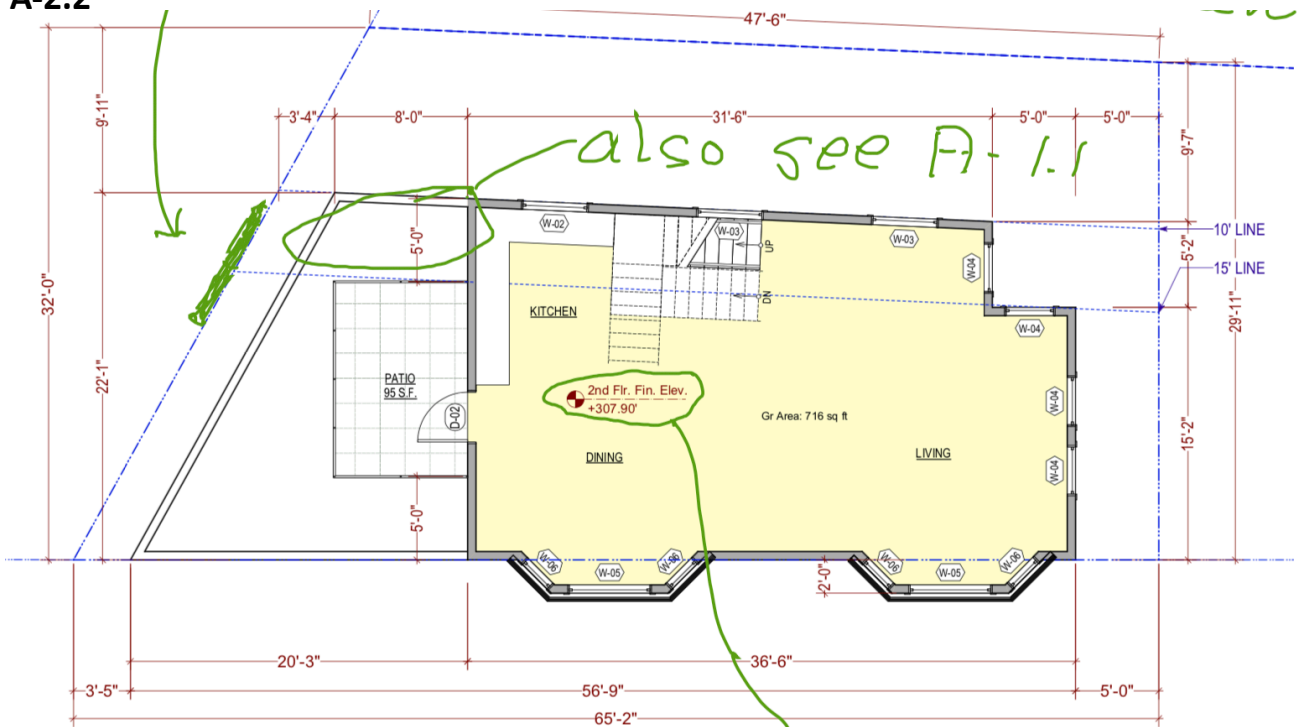 A-2.2
47'-6"
9'-11"
3'-4"
8'-0"
31'-6"
5'-0"
5'-0"
9'-7"
also see A-1.1
W-02
W-03
UP
W-03
5'-0"
W-04
5'-2"
10' LINE
15' LINE
32'-0"
DN
KITCHEN
W-04
29'-11"
22'-1"
PATIO
95 S.F.
2nd Flr. Fin. Elev.
+307.90'
D-02
Gr Area: 716 sq ft
W-04
15'-2"
DINING
LIVING
W-04
5'-0"
W-06
W-05
W-06
2'-0"
W-06
W-05
W-06
20'-3"
36'-6"
3'-5"
56'-9"
5'-0"
65'-2"